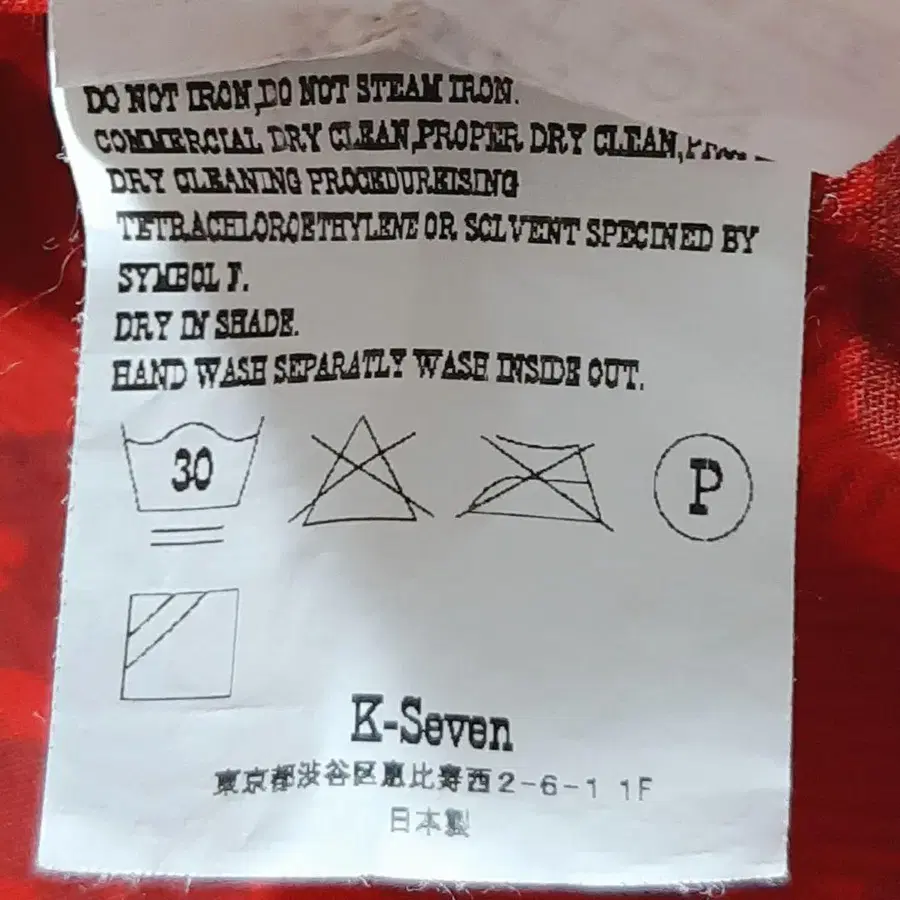 DO NOT IRON,DO NOT STEAM IRON.
COMMERCIAL DRY CLEAN,PROPER DRY CLEAN,
DRY CLEANING PROCEDUREISING
TETRACHLOROETHYLENE OR SOLVENT SPECINED BY
SYMBOL F.
DRY IN SHADE.
HAND WASH SEPARATLY WASH INSIDE OUT.
30
P
K-Seven
東京都渋谷区恵比寿西2-6-1 1F
日本製